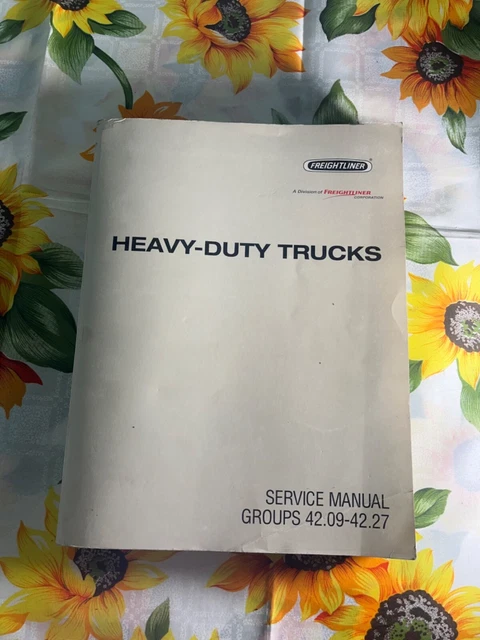 FREIGHTLINER®
A Division of FREIGHTLINER
CORPORATION
HEAVY-DUTY TRUCKS
SERVICE MANUAL
GROUPS 42.09-42.27